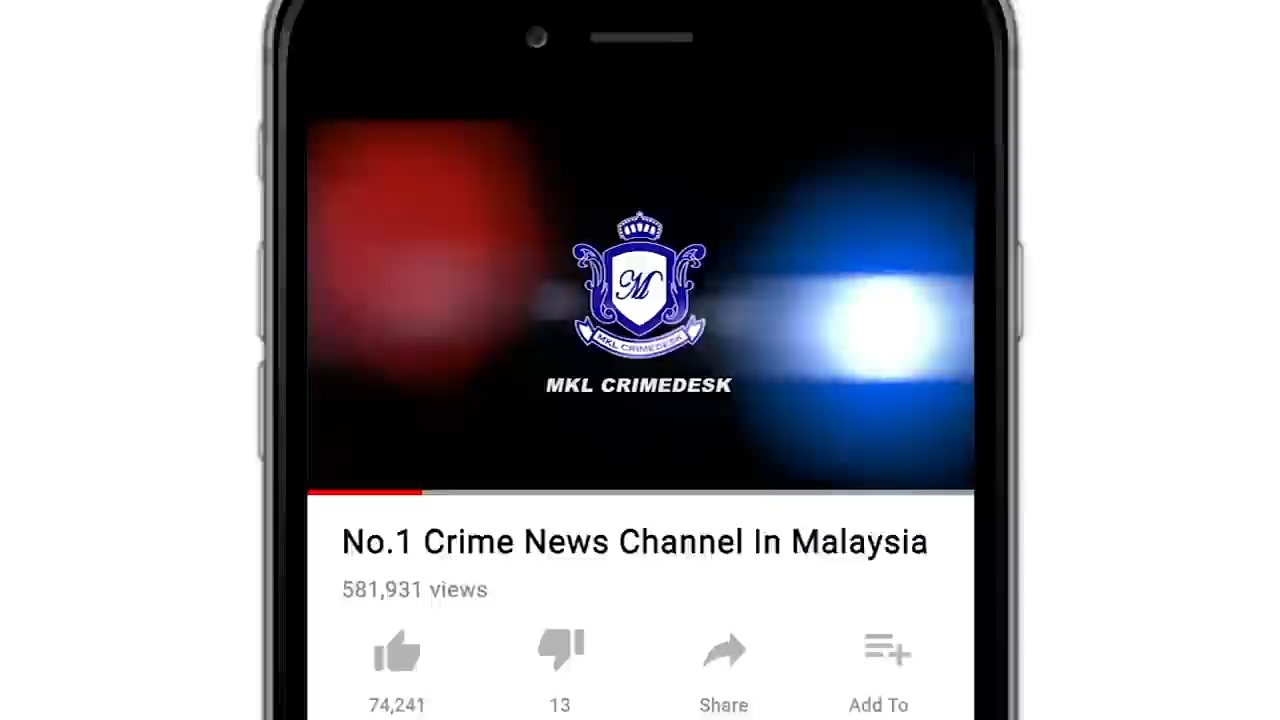 M
MKL CRIMEDESK
MKL CRIMEDESK
No.1 Crime News Channel In Malaysia
581,931 views
74,241
13
Share
Add To